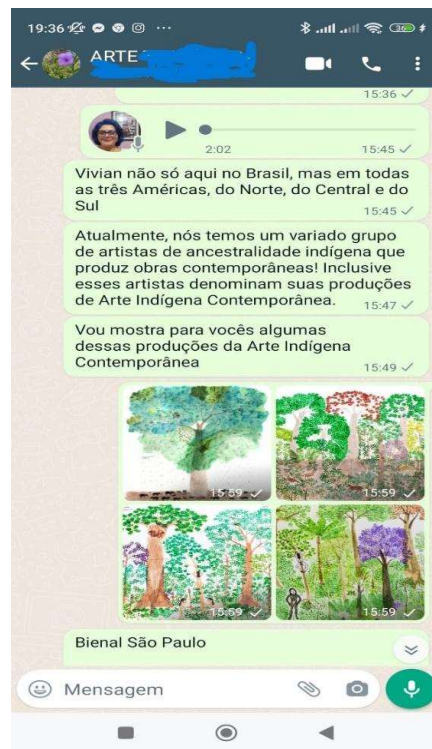 19:36
36
ARTE
15:36
2:02 15:45
Vivian não só aqui no Brasil, mas em todas
as três Américas, do Norte, do Central e do
Sul
15:45
Atualmente, nós temos um variado grupo
de artistas de ancestralidade indígena que
produz obras contemporâneas! Inclusive
esses artistas denominam suas produções
de Arte Indígena Contemporânea.
15:47
Vou mostra para vocês algumas
dessas produções da Arte Indígena
Contemporânea
15:49
15:59 15:59
15:59 15:59
Bienal São Paulo
Mensagem